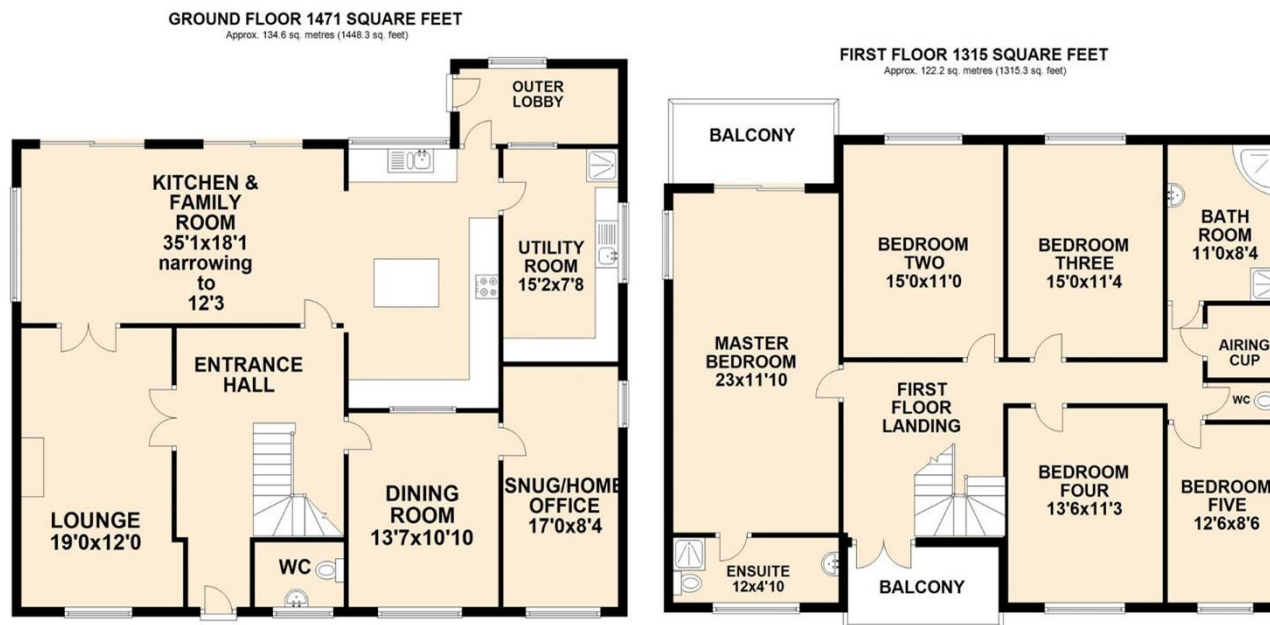 GROUND FLOOR 1471 SQUARE FEET
Approx. 134.6 sq. metres (1448.3 sq. feet)
OUTER
LOBBY
KITCHEN &
FAMILY
ROOM
35'1x18'1
narrowing
to
12'3
UTILITY
ROOM
15'2x7'8
ENTRANCE
HALL
LOUNGE
19'0x12'0
WC
DINING
ROOM
13'7x10'10
SNUG/HOME
OFFICE
17'0x8'4
FIRST FLOOR 1315 SQUARE FEET
Approx. 122.2 sq. metres (1315.3 sq. feet)
BALCONY
BEDROOM
TWO
15'0x11'0
BEDROOM
THREE
15'0x11'4
BATH
ROOM
11'0x8'4
MASTER
BEDROOM
23x11'10
AIRING
CUP
FIRST
FLOOR
LANDING
WC
BEDROOM
FOUR
13'6x11'3
BEDROOM
FIVE
12'6x8'6
ENSUITE
12x4'10
BALCONY